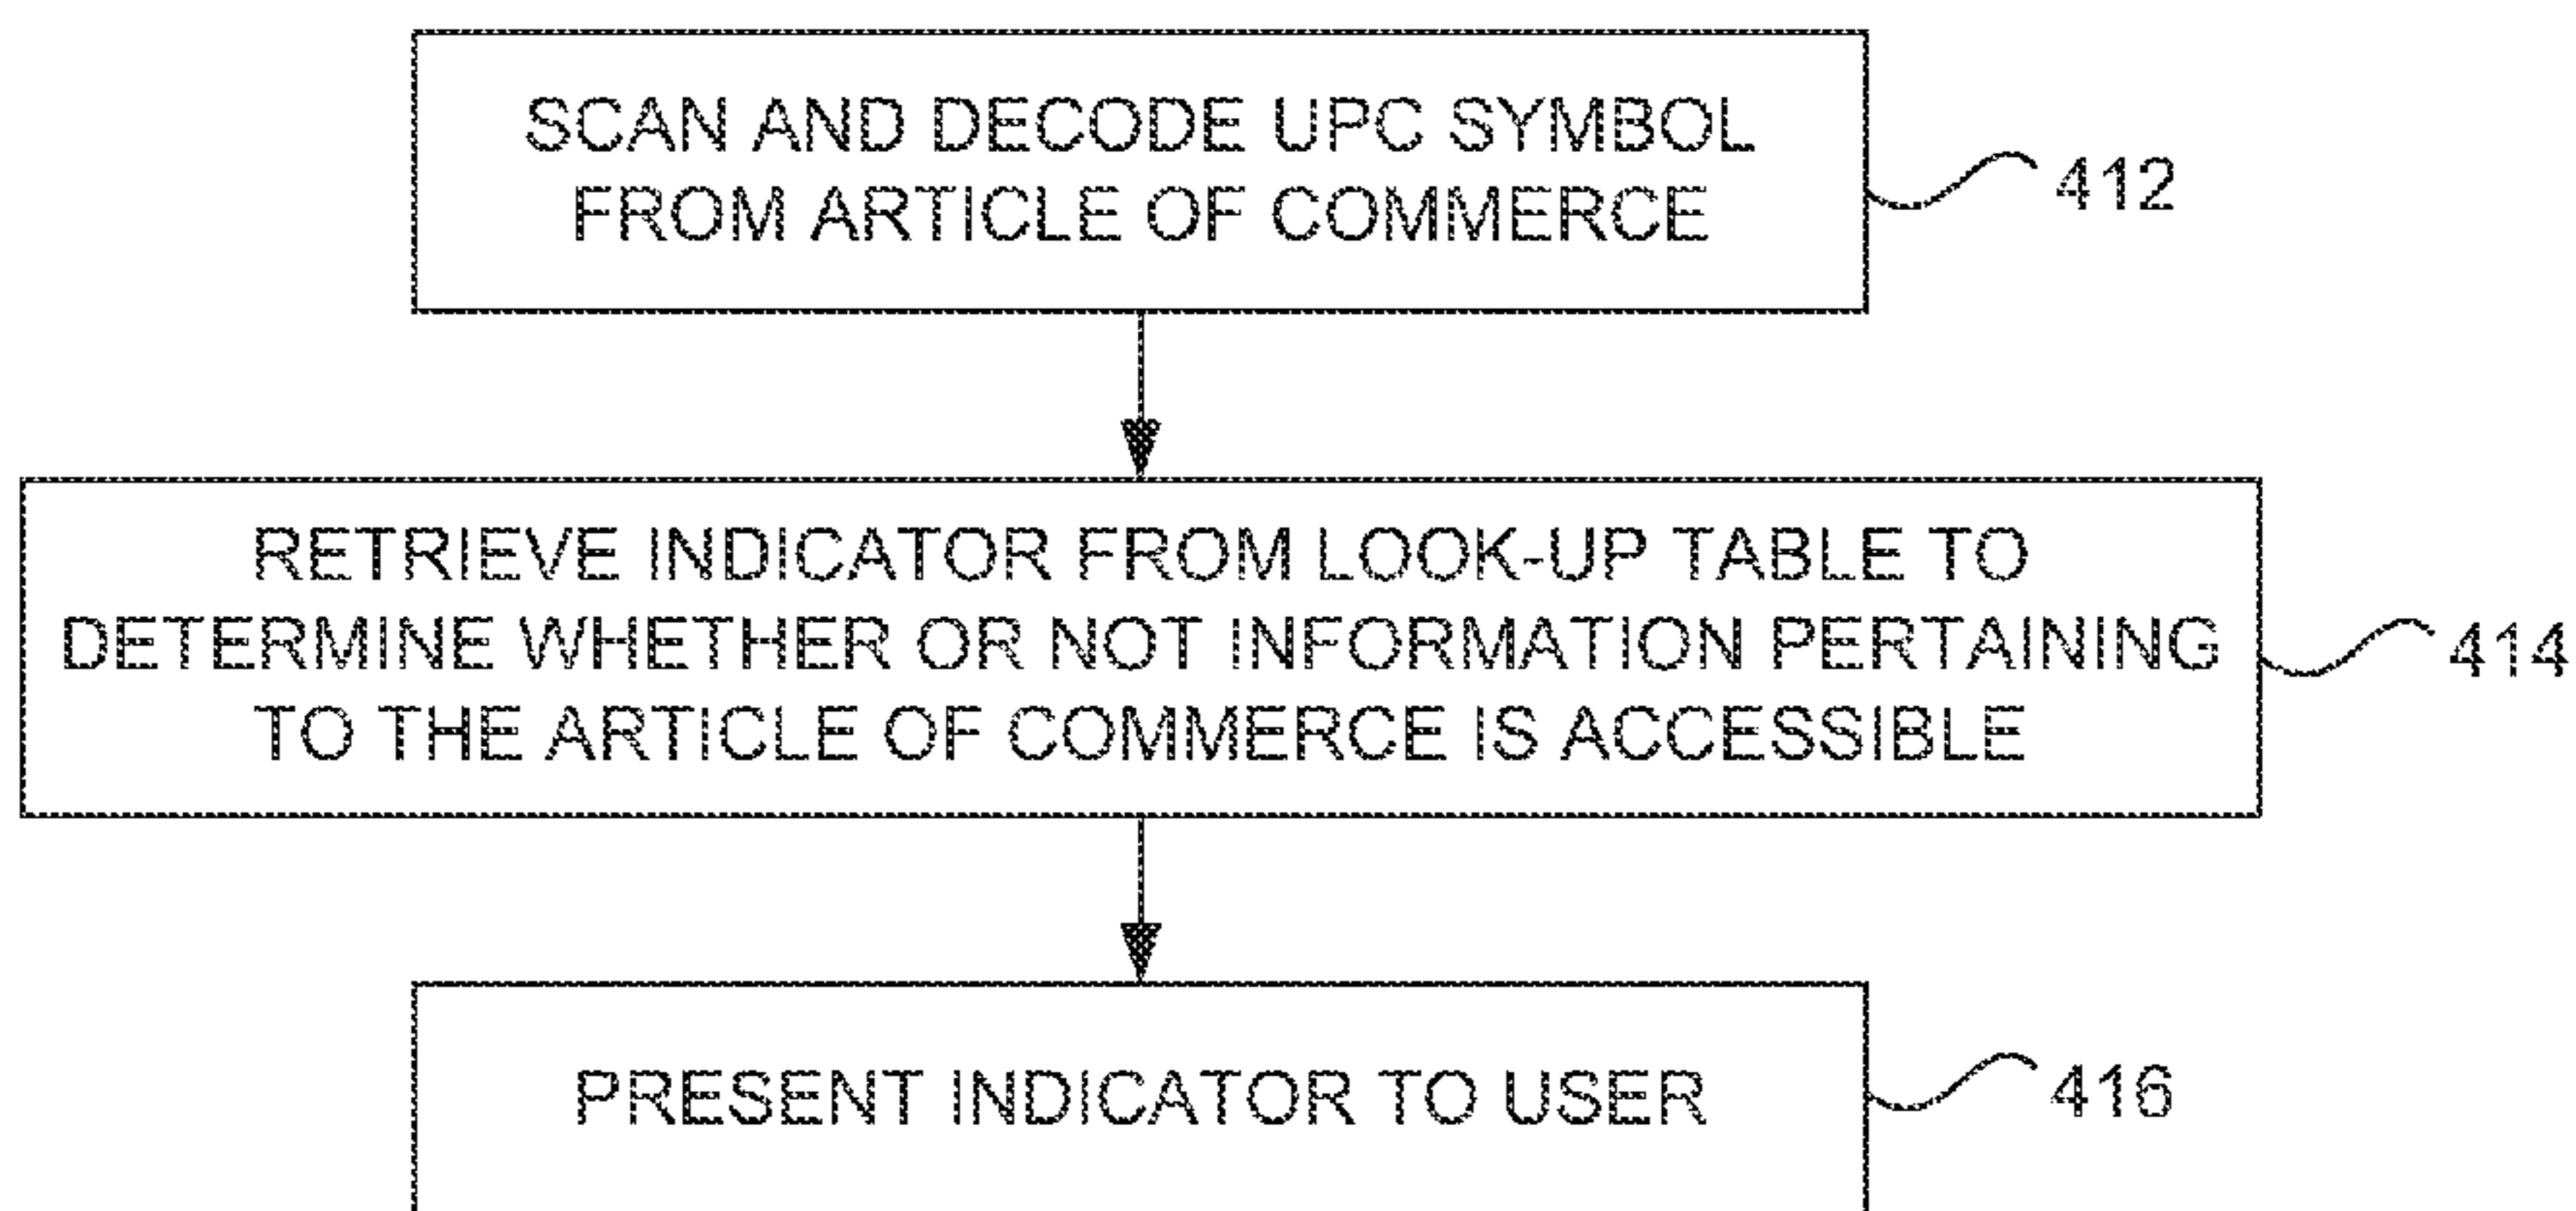 SCAN AND DECODE UPC SYMBOL
FROM ARTICLE OF COMMERCE
412
RETRIEVE INDICATOR FROM LOOK-UP TABLE TO
DETERMINE WHETHER OR NOT INFORMATION PERTAINING
TO THE ARTICLE OF COMMERCE IS ACCESSIBLE
414
PRESENT INDICATOR TO USER
416